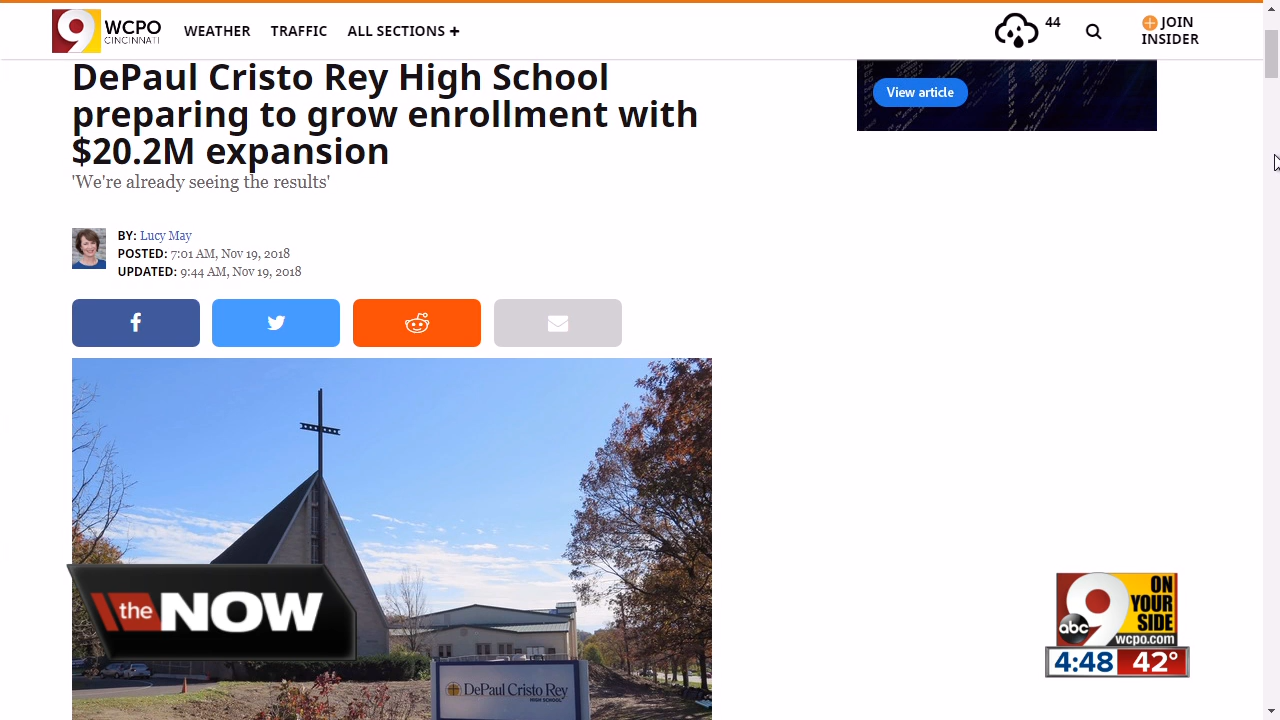 9
WCPO
CINCINNATI
WEATHER
TRAFFIC
ALL SECTIONS +
44
JOIN
INSIDER
View article
DePaul Cristo Rey High School
preparing to grow enrollment with
$20.2M expansion
'We're already seeing the results'
BY: Lucy May
POSTED: 7:01 AM, Nov 19, 2018
UPDATED: 9:44 AM, Nov 19, 2018
the NOW
DePaul Cristo Rey
HIGH SCHOOL
9
abc
ON
YOUR
SIDE
wcpo.com
4:48 42°